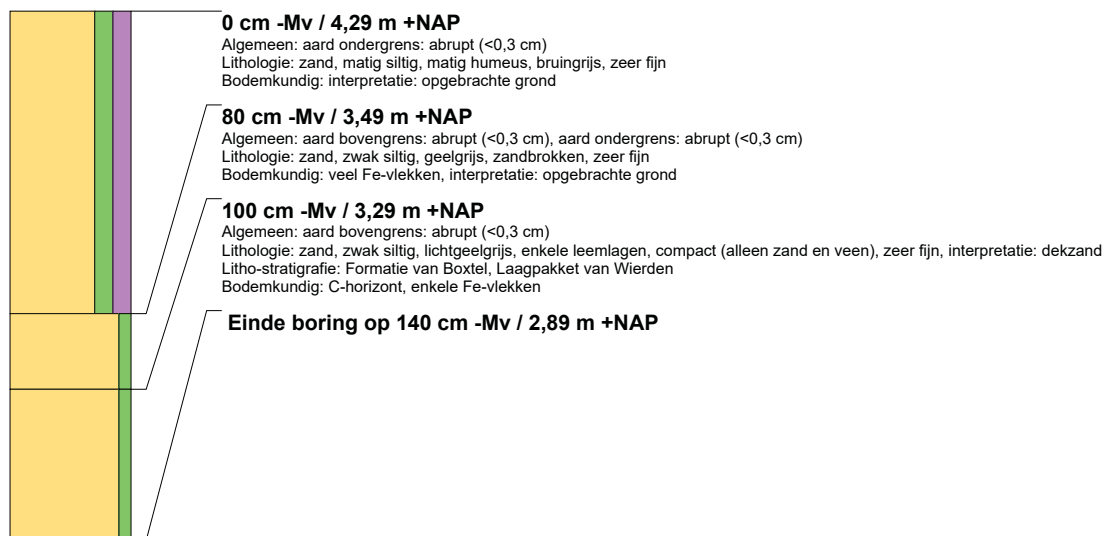 0 cm -Mv / 4,29 m +NAP
Algemeen: aard ondergrens: abrupt (<0,3 cm)
Lithologie: zand, matig siltig, matig humeus, bruingrijs, zeer fijn
Bodemkundig: interpretatie: opgebrachte grond
80 cm -Mv / 3,49 m +NAP
Algemeen: aard bovengrens: abrupt (<0,3 cm), aard ondergrens: abrupt (<0,3 cm)
Lithologie: zand, zwak siltig, geelgrijs, zandbrokken, zeer fijn
Bodemkundig: veel Fe-vlekken, interpretatie: opgebrachte grond
100 cm -Mv / 3,29 m +NAP
Algemeen: aard bovengrens: abrupt (<0,3 cm)
Lithologie: zand, zwak siltig, lichtgeelgrijs, enkele leemlagen, compact (alleen zand en veen), zeer fijn, interpretatie: dekzand
Litho-stratigrafie: Formatie van Boxtel, Laagpakket van Wierden
Bodemkundig: C-horizont, enkele Fe-vlekken
Einde boring op 140 cm -Mv / 2,89 m +NAP